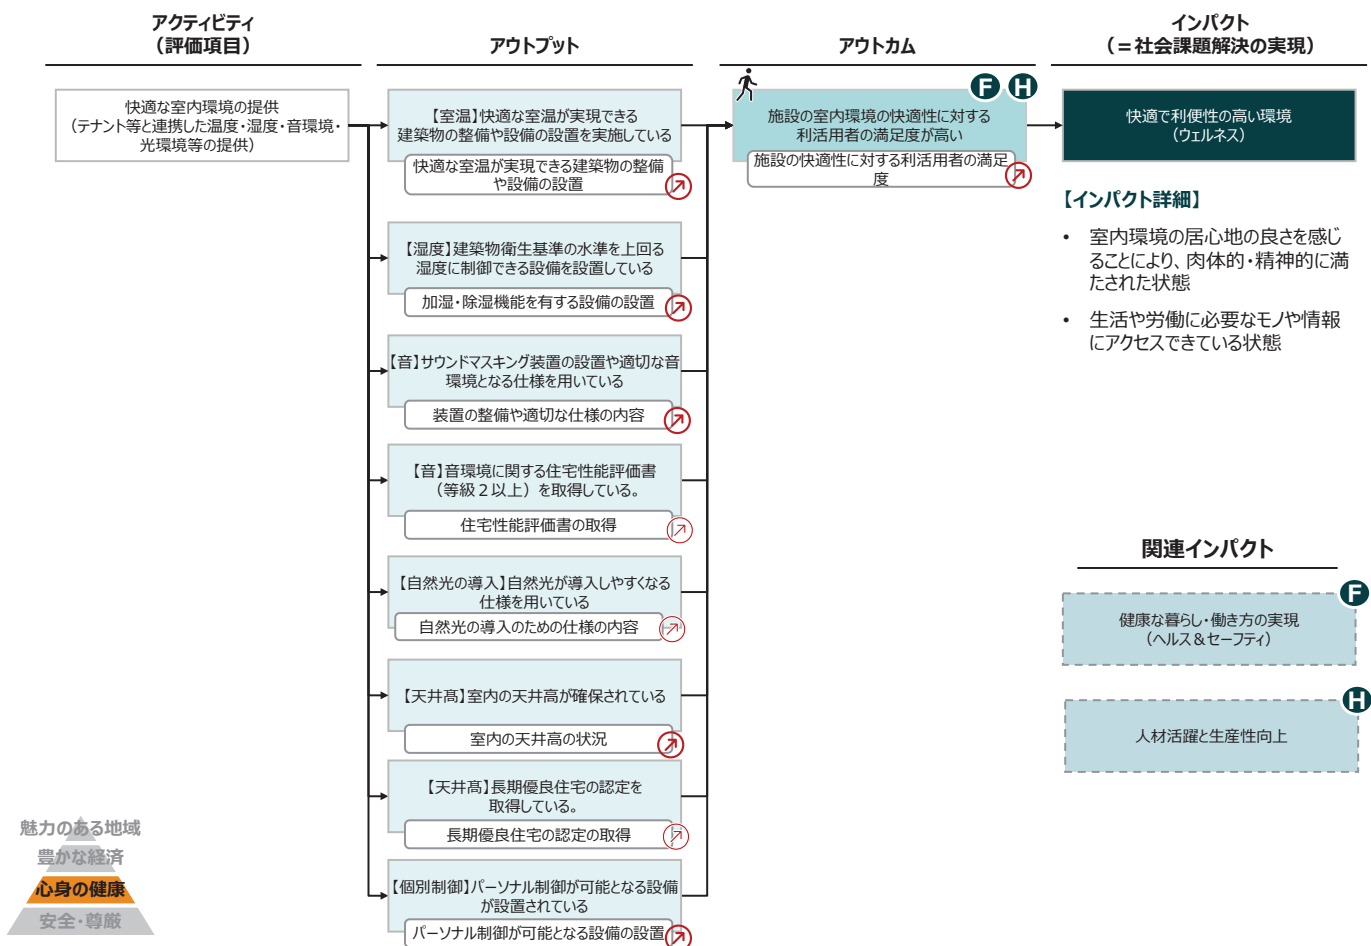 アクティビティ
（評価項目）
アウトプット
アウトカム
インパクト
（＝社会課題解決の実現）
快適な室内環境の提供
（テナント等と連携した温度・湿度・音環境・
光環境等の提供）
【室温】快適な室温が実現できる
建築物の整備や設備の設置を実施している
快適な室温が実現できる建築物の整備
や設備の設置
【湿度】建築物衛生基準の水準を上回る
湿度に制御できる設備を設置している
加湿・除湿機能を有する設備の設置
【音】サウンドマスキング装置の設置や適切な音
環境となる仕様を用いている
装置の整備や適切な仕様の内容
【音】音環境に関する住宅性能評価書
（等級２以上）を取得している。
住宅性能評価書の取得
【自然光の導入】自然光が導入しやすくなる
仕様を用いている
自然光の導入のための仕様の内容
【天井髙】室内の天井高が確保されている
室内の天井高の状況
【天井髙】長期優良住宅の認定を
取得している。
長期優良住宅の認定の取得
【個別制御】パーソナル制御が可能となる設備
が設置されている
パーソナル制御が可能となる設備の設置
F H
施設の室内環境の快適性に対する
利活用者の満足度が高い
施設の快適性に対する利活用者の満足
度
快適で利便性の高い環境
（ウェルネス）
【インパクト詳細】
• 室内環境の居心地の良さを感じ
ることにより、肉体的・精神的に満
たされた状態
• 生活や労働に必要なモノや情報
にアクセスできている状態
関連インパクト
F
健康な暮らし・働き方の実現
（ヘルス＆セーフティ）
H
人材活躍と生産性向上
魅力のある地域
豊かな経済
心身の健康
安全・尊厳